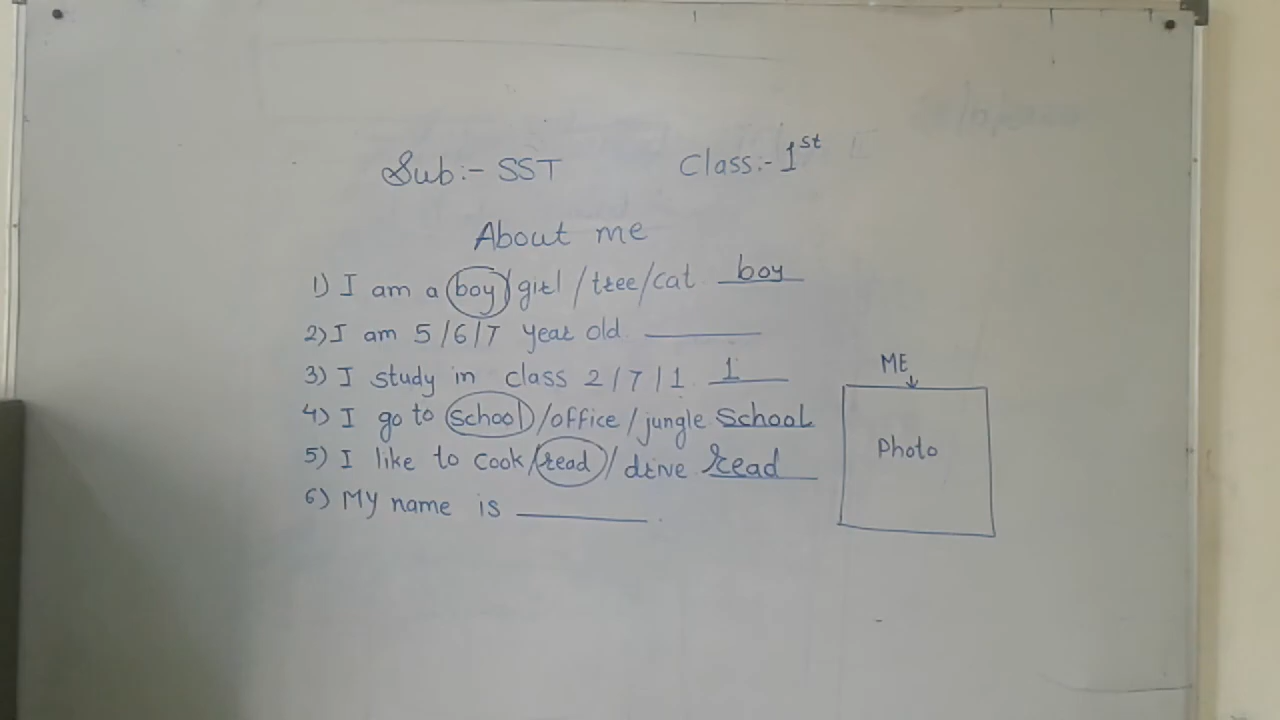 Sub:- SST Class:- 1st
About me
1) I am a boy/girl/tree/cat boy
2) I am 5/6/7 year old ________
3) I study in class 2/7/1 1
4) I go to school/office/jungle School
5) I like to cook/read/drive read
6) My name is ________.
ME
Photo